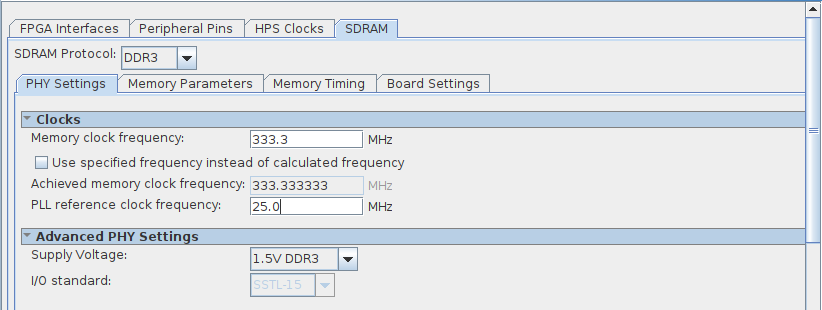 FPGA Interfaces Peripheral Pins HPS Clocks SDRAM
SDRAM Protocol: DDR3
PHY Settings Memory Parameters Memory Timing Board Settings
Clocks
Memory clock frequency: 333.3 MHz
Use specified frequency instead of calculated frequency
Achieved memory clock frequency: 333.333333 MHz
PLL reference clock frequency: 25.0 MHz
Advanced PHY Settings
Supply Voltage: 1.5V DDR3
I/O standard: SSTL-15